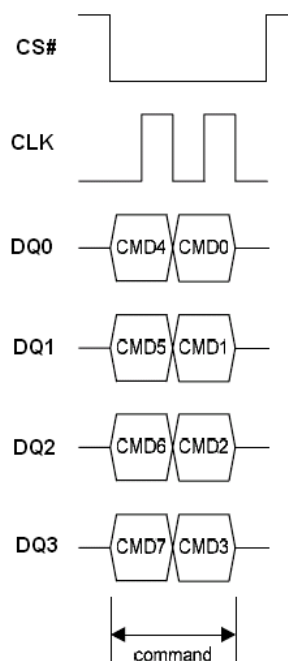 CS#
CLK
DQ0 CMD4 CMD0
DQ1 CMD5 CMD1
DQ2 CMD6 CMD2
DQ3 CMD7 CMD3
command